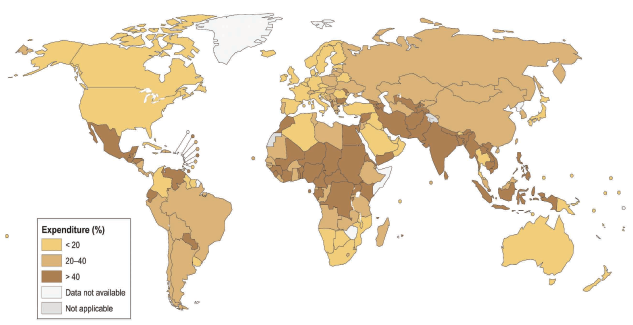 Expenditure (%)
< 20
20–40
> 40
Data not available
Not applicable